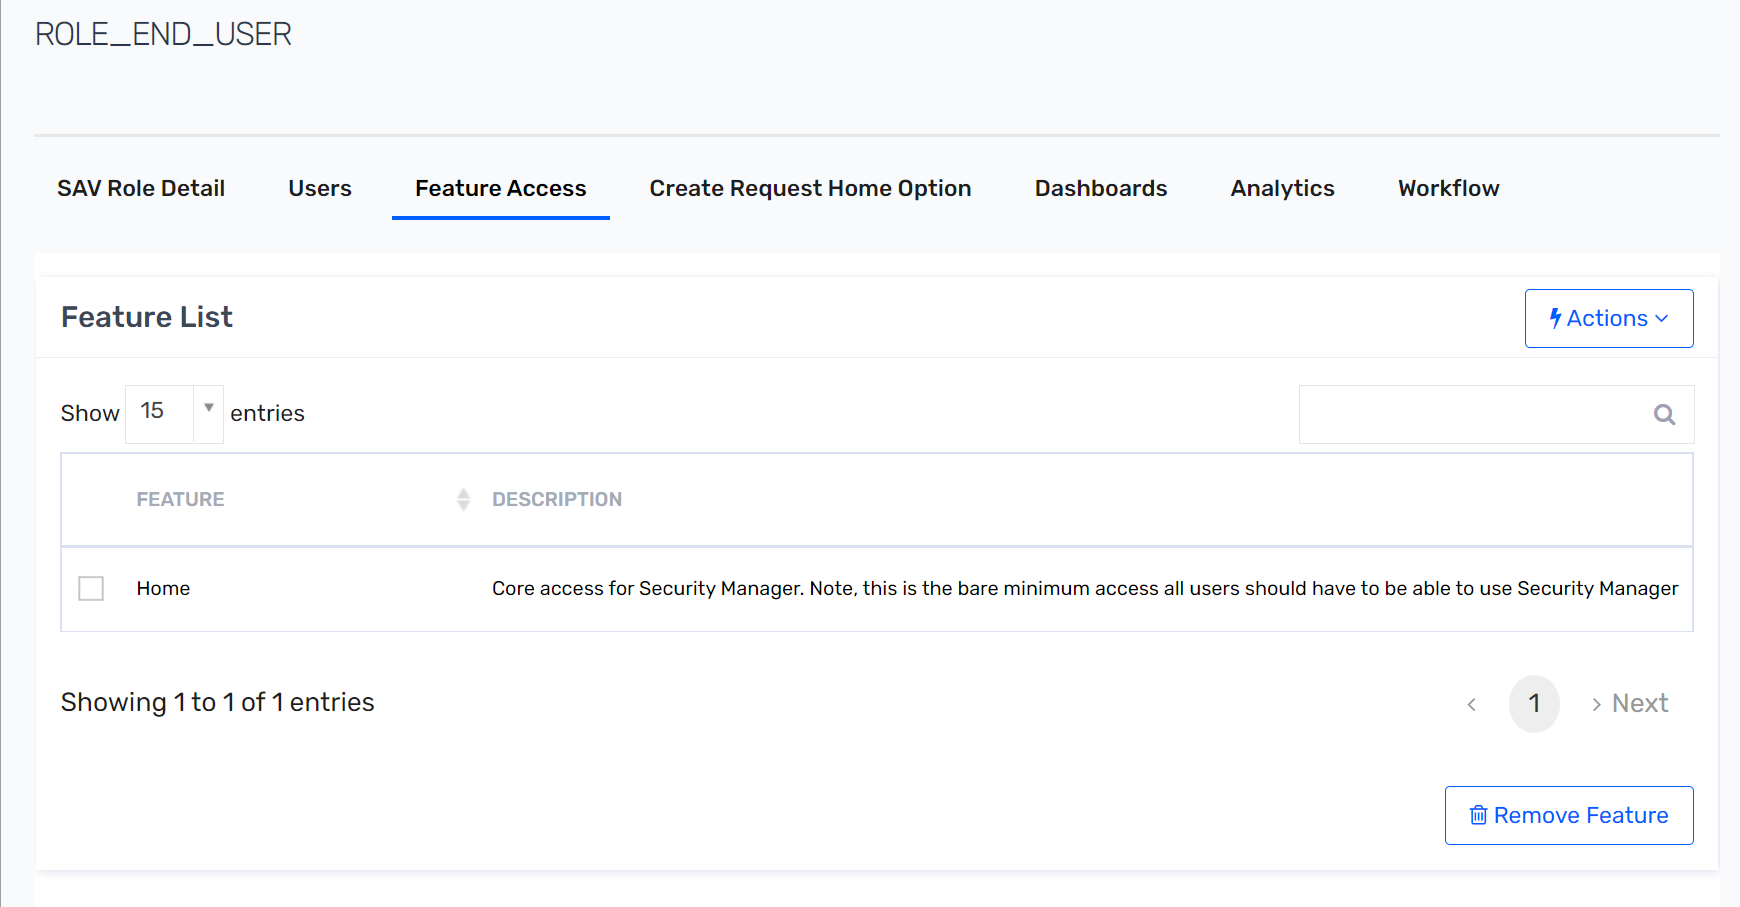 ROLE_END_USER
SAV Role Detail Users Feature Access Create Request Home Option Dashboards Analytics Workflow
Feature List
Actions
Show 15 entries
FEATURE DESCRIPTION
Home Core access for Security Manager. Note, this is the bare minimum access all users should have to be able to use Security Manager
Showing 1 to 1 of 1 entries
1 Next
Remove Feature